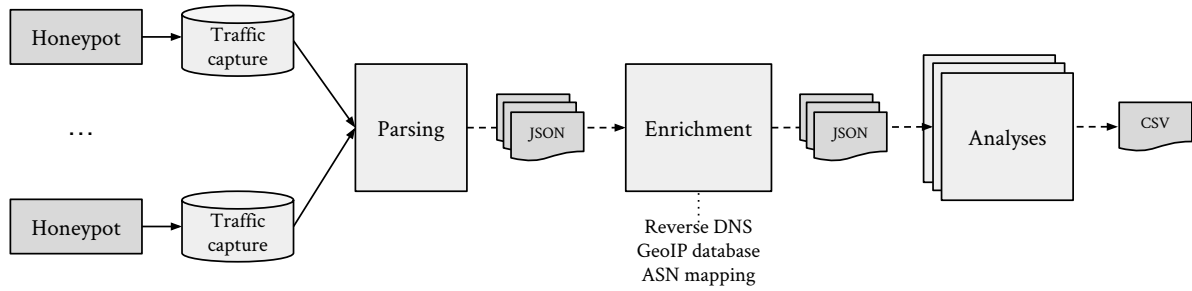 Honeypot
Traffic
capture
...
Honeypot
Traffic
capture
Parsing
JSON
Enrichment
Reverse DNS
GeoIP database
ASN mapping
JSON
Analyses
CSV